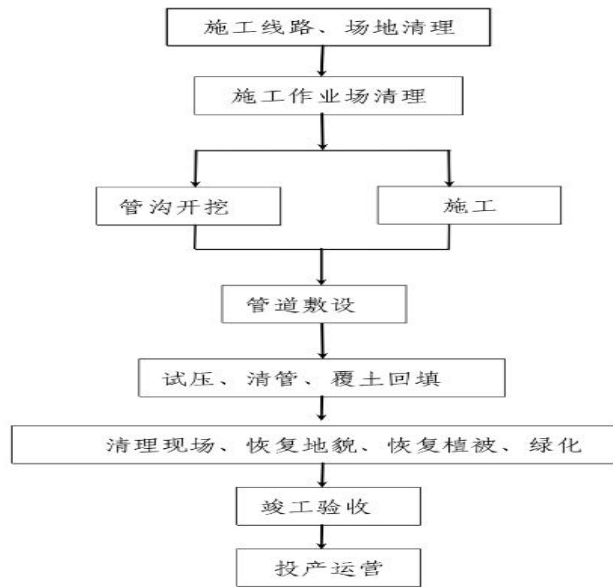 施工线路、场地清理
施工作业场清理
管沟开挖
施工
管道敷设
试压、清管、覆土回填
清理现场、恢复地貌、恢复植被、绿化
竣工验收
投产运营